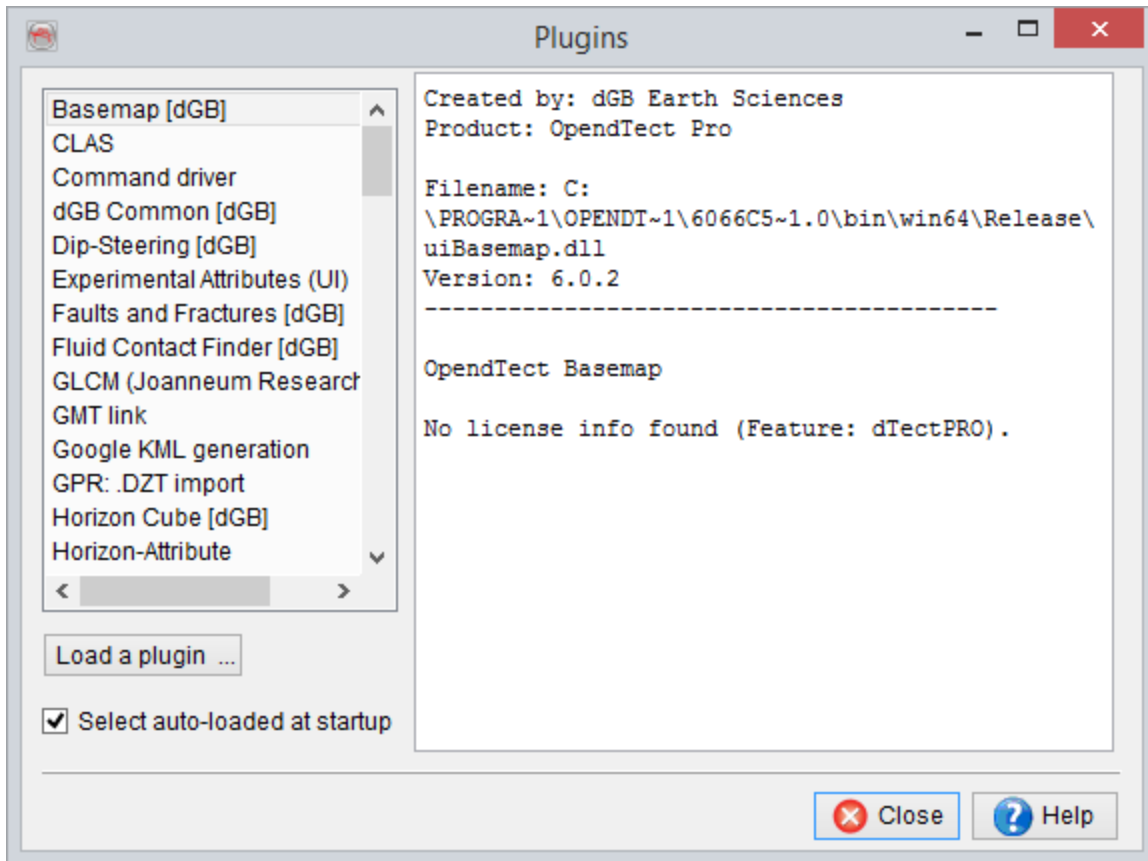 Plugins
Basemap [dGB]
CLAS
Command driver
dGB Common [dGB]
Dip-Steering [dGB]
Experimental Attributes (UI)
Faults and Fractures [dGB]
Fluid Contact Finder [dGB]
GLCM (Joanneum Research
GMT link
Google KML generation
GPR: .DZT import
Horizon Cube [dGB]
Horizon-Attribute
Load a plugin ...
Select auto-loaded at startup
Created by: dGB Earth Sciences
Product: OpendTect Pro
Filename: C:
\PROGRA~1\OPENDT~1\6066C5~1.0\bin\win64\Release\
uiBasemap.dll
Version: 6.0.2
-----------------------------------------
OpendTect Basemap
No license info found (Feature: dTectPRO).
Close
Help